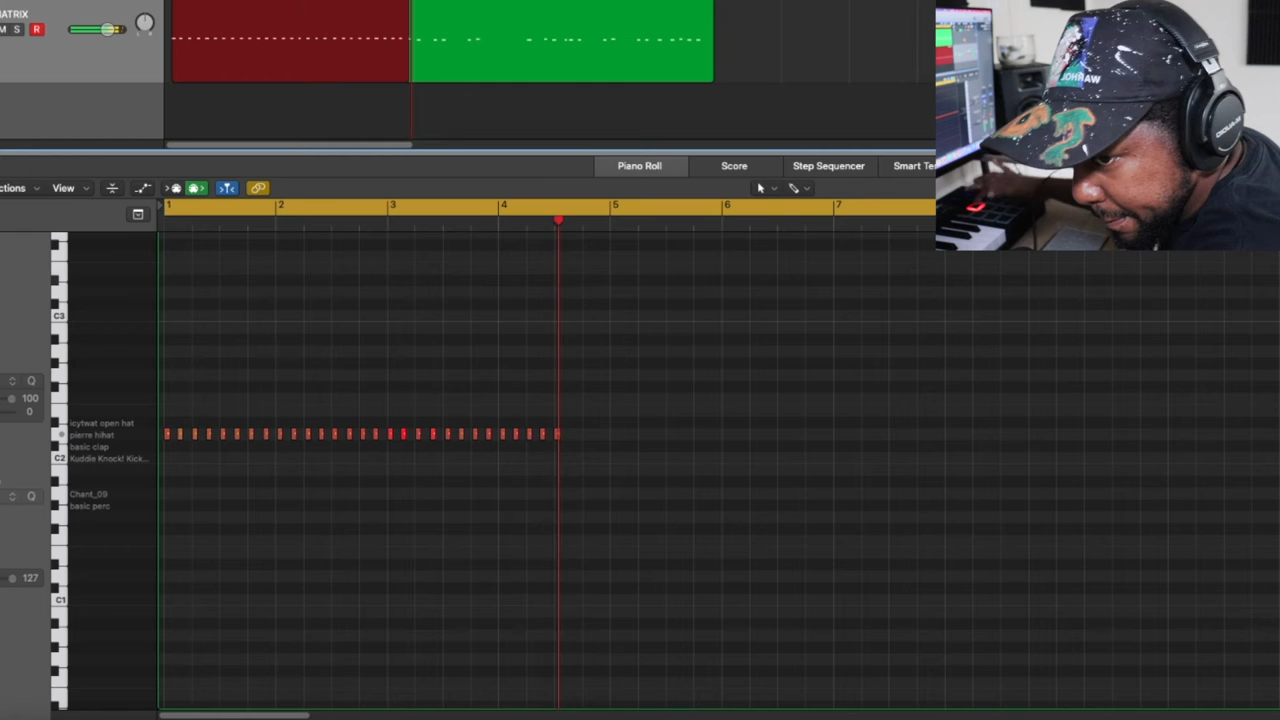 MATRIX
M S R
Piano Roll Score Step Sequencer Smart Te
ctions View
1 2 3 4 5 6 7
C3
Q
100
0
icytwat open hat
pierre hihat
basic clap
C2 Kuddie Knock! Kick...
Q
Chant_09
basic perc
127
C1
JOHRAW